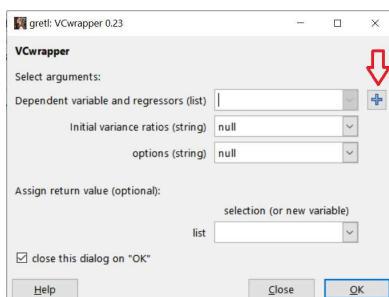 gretl: VCwrapper 0.23
VCwrapper
Select arguments:
Dependent variable and regressors (list)
Initial variance ratios (string) null
options (string) null
Assign return value (optional):
selection (or new variable)
list
close this dialog on "OK"
Help Close OK